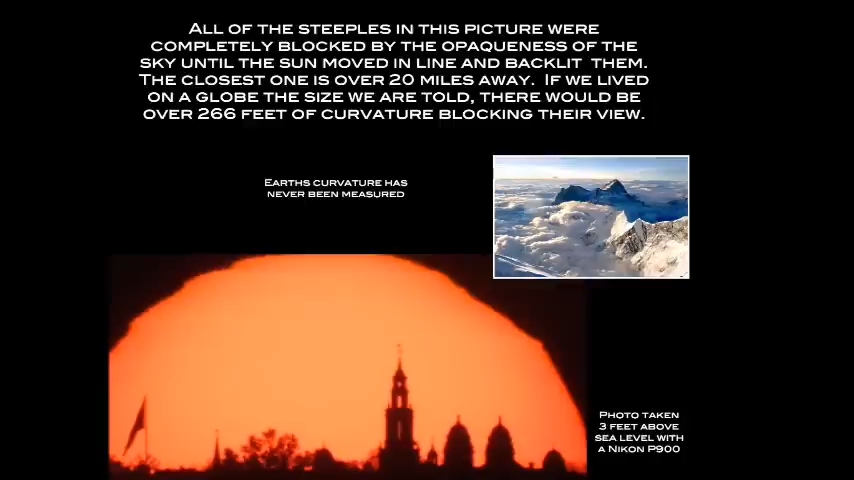 All of the steeples in this picture were
completely blocked by the opaqueness of the
sky until the sun moved in line and backlit them.
The closest one is over 20 miles away. If we lived
on a globe the size we are told, there would be
over 266 feet of curvature blocking their view.
Earths curvature has
never been measured
Photo taken
3 feet above
sea level with
a Nikon P900